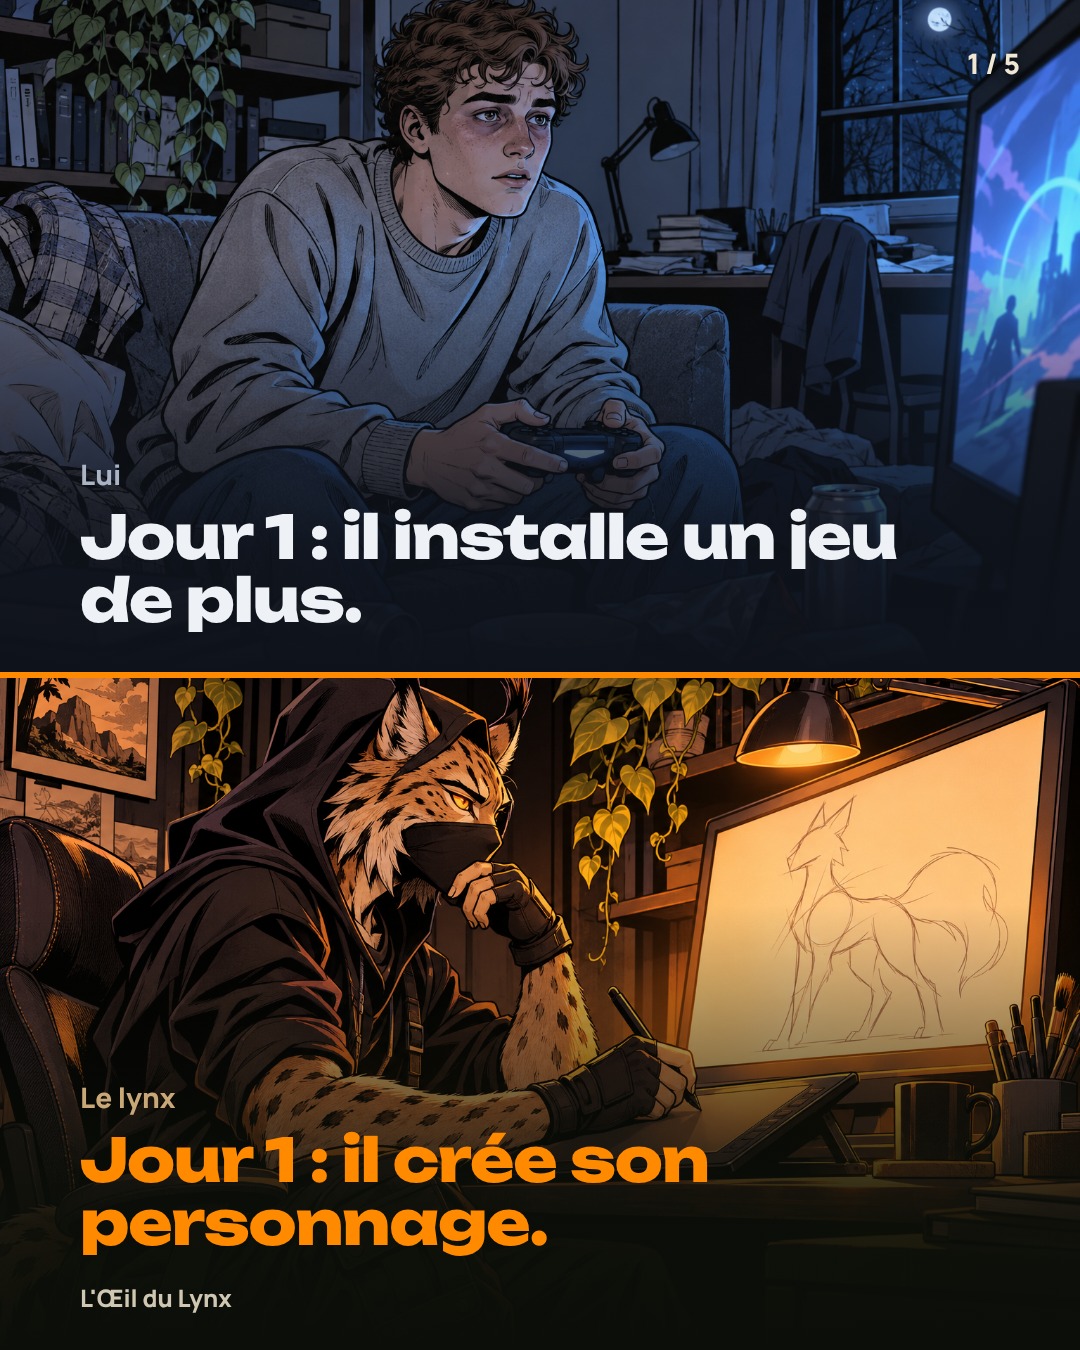 1 / 5
Lui
Jour 1 : il installe un jeu
de plus.
Le lynx
Jour 1 : il crée son
personnage.
L'Œil du Lynx